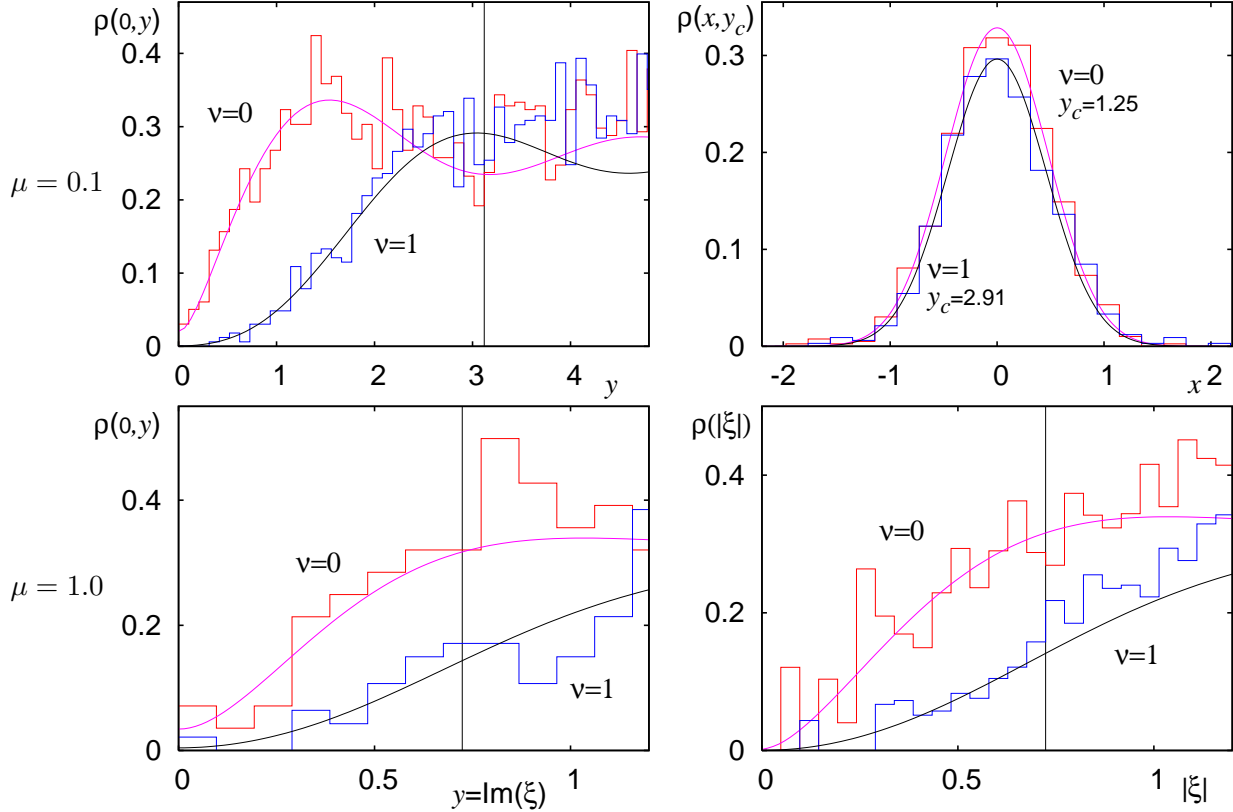 ρ(0,y)
0.4
0.3
0.2
0.1
0
ν=0
ν=1
μ = 0.1
0 1 2 3 4 y
ρ(x,y_c)
0.3
0.2
0.1
0
ν=0
y_c=1.25
ν=1
y_c=2.91
-2 -1 0 1 x 2
ρ(0,y)
0.4
0.2
0
ν=0
ν=1
μ = 1.0
0 0.5 1
y=Im(ξ)
ρ(|ξ|)
0.4
0.2
0
ν=0
ν=1
0 0.5 1
|ξ|